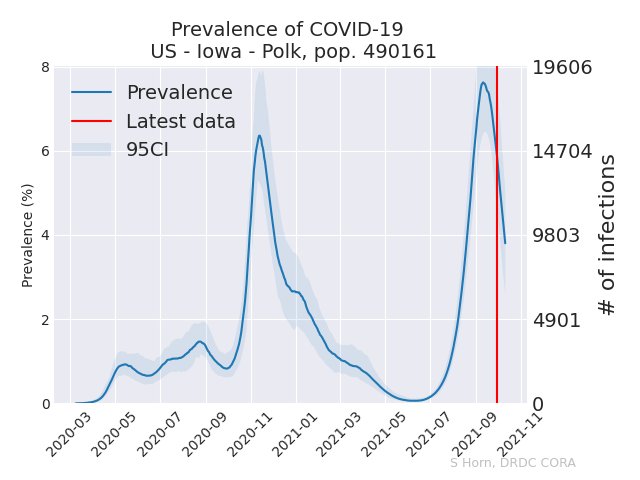 Prevalence of COVID-19
US - Iowa - Polk, pop. 490161
Prevalence
Latest data
95CI
8
6
4
2
0
Prevalence (%)
19606
14704
9803
4901
0
# of infections
2020-03
2020-05
2020-07
2020-09
2020-11
2021-01
2021-03
2021-05
2021-07
2021-09
2021-11
S Horn, DRDC CORA